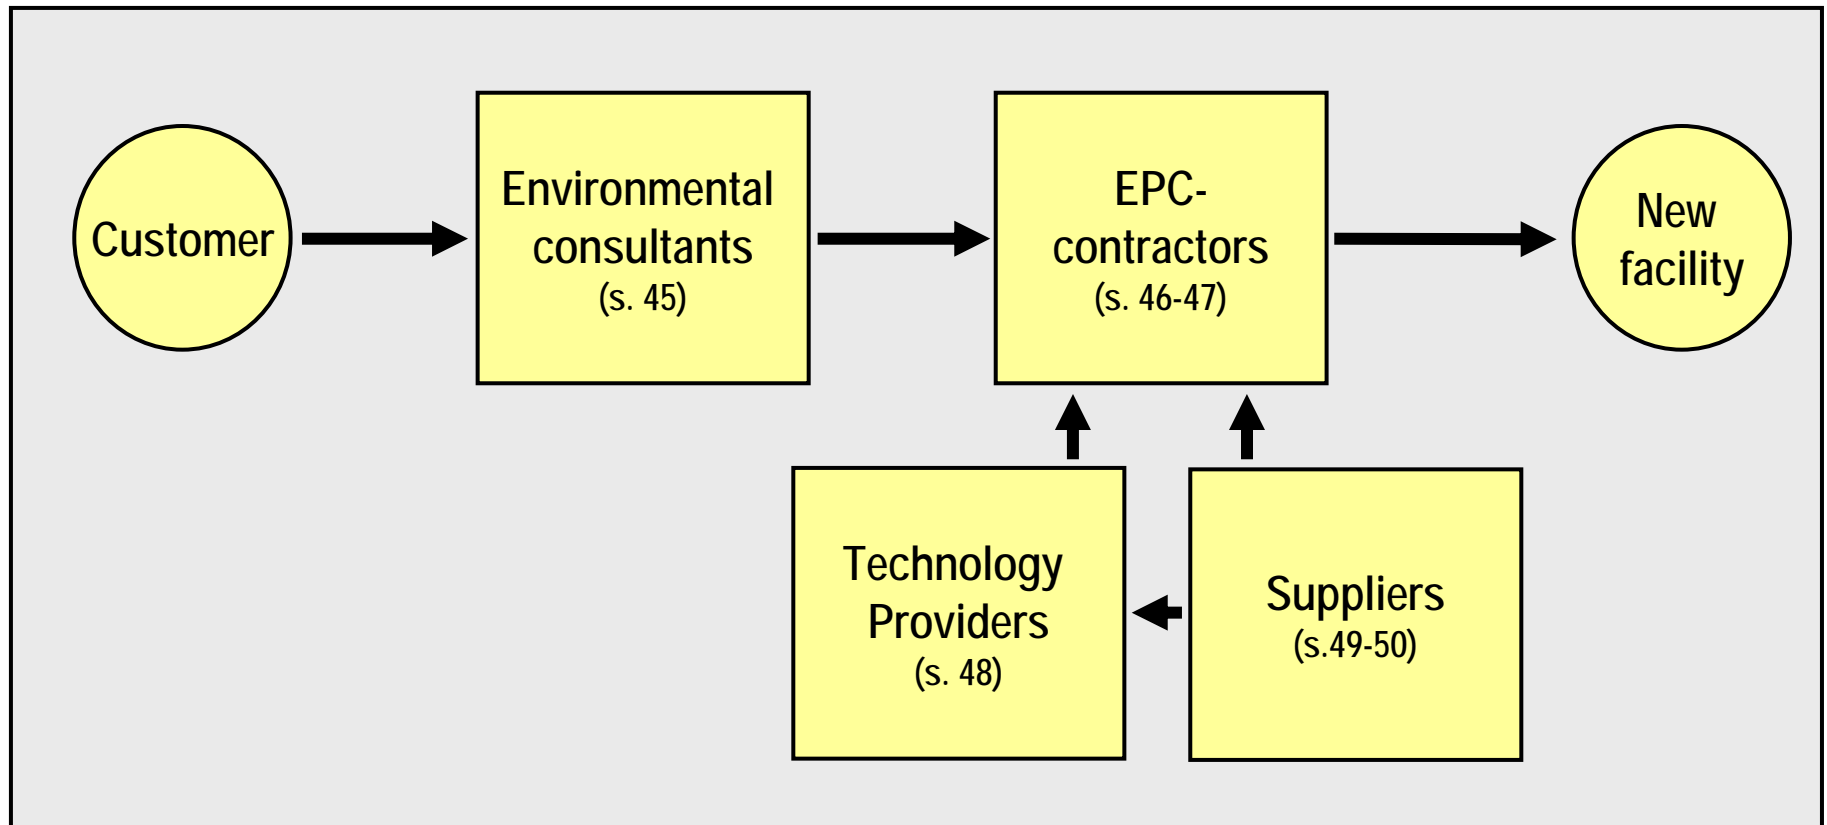 Customer
Environmental
consultants
(s. 45)
EPC-
contractors
(s. 46-47)
New
facility
Technology
Providers
(s. 48)
Suppliers
(s.49-50)